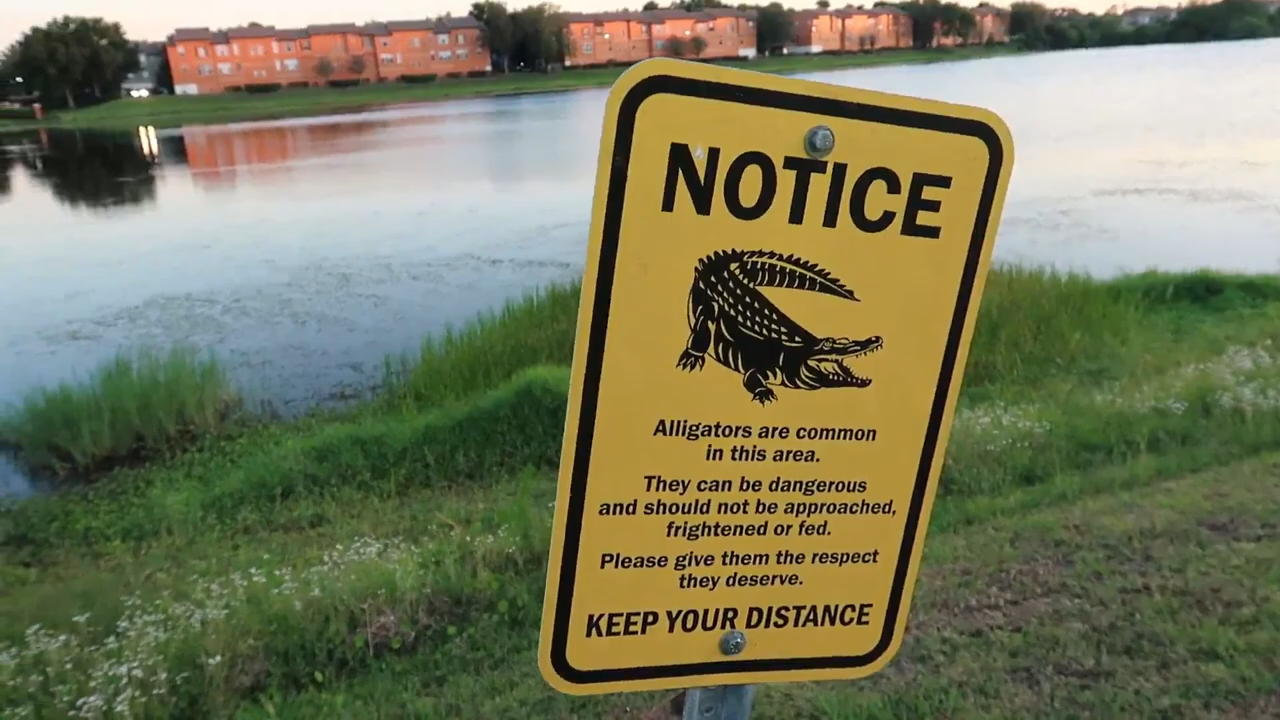 NOTICE
Alligators are common
in this area.
They can be dangerous
and should not be approached,
frightened or fed.
Please give them the respect
they deserve.
KEEP YOUR DISTANCE